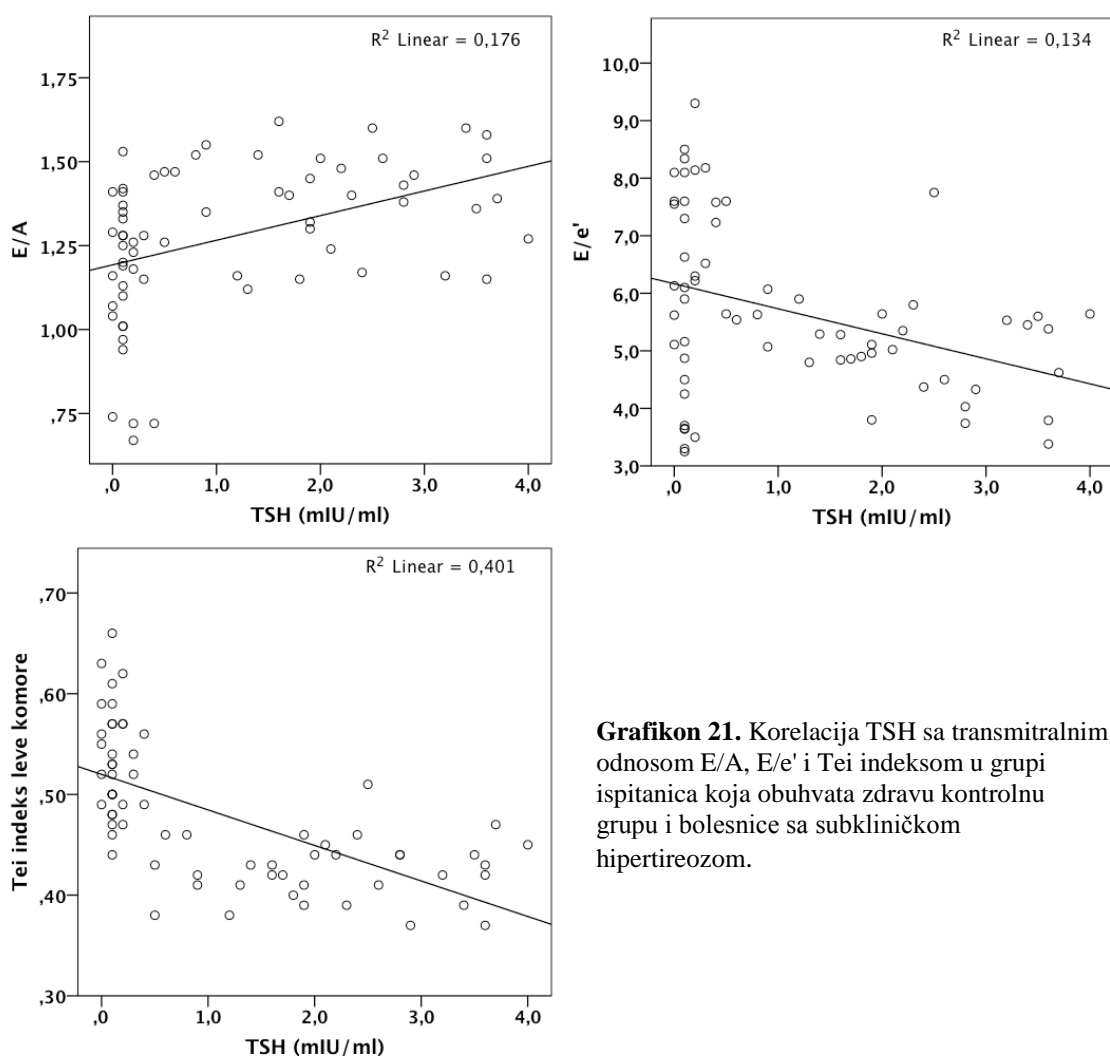 R² Linear = 0,176
1,75
1,50
1,25
1,00
,75
E/A
,0 1,0 2,0 3,0 4,0
TSH (mIU/ml)
R² Linear = 0,134
10,0
9,0
8,0
7,0
6,0
5,0
4,0
3,0
E/e'
,0 1,0 2,0 3,0 4,0
TSH (mIU/ml)
R² Linear = 0,401
,70
,60
,50
,40
,30
Tei indeks leve komore
,0 1,0 2,0 3,0 4,0
TSH (mIU/ml)
Grafikon 21. Korelacija TSH sa transmitralnim
odnosom E/A, E/e' i Tei indeksom u grupi
ispitanica koja obuhvata zdravu kontrolnu
grupu i bolesnice sa subkliničkom
hipertireozom.